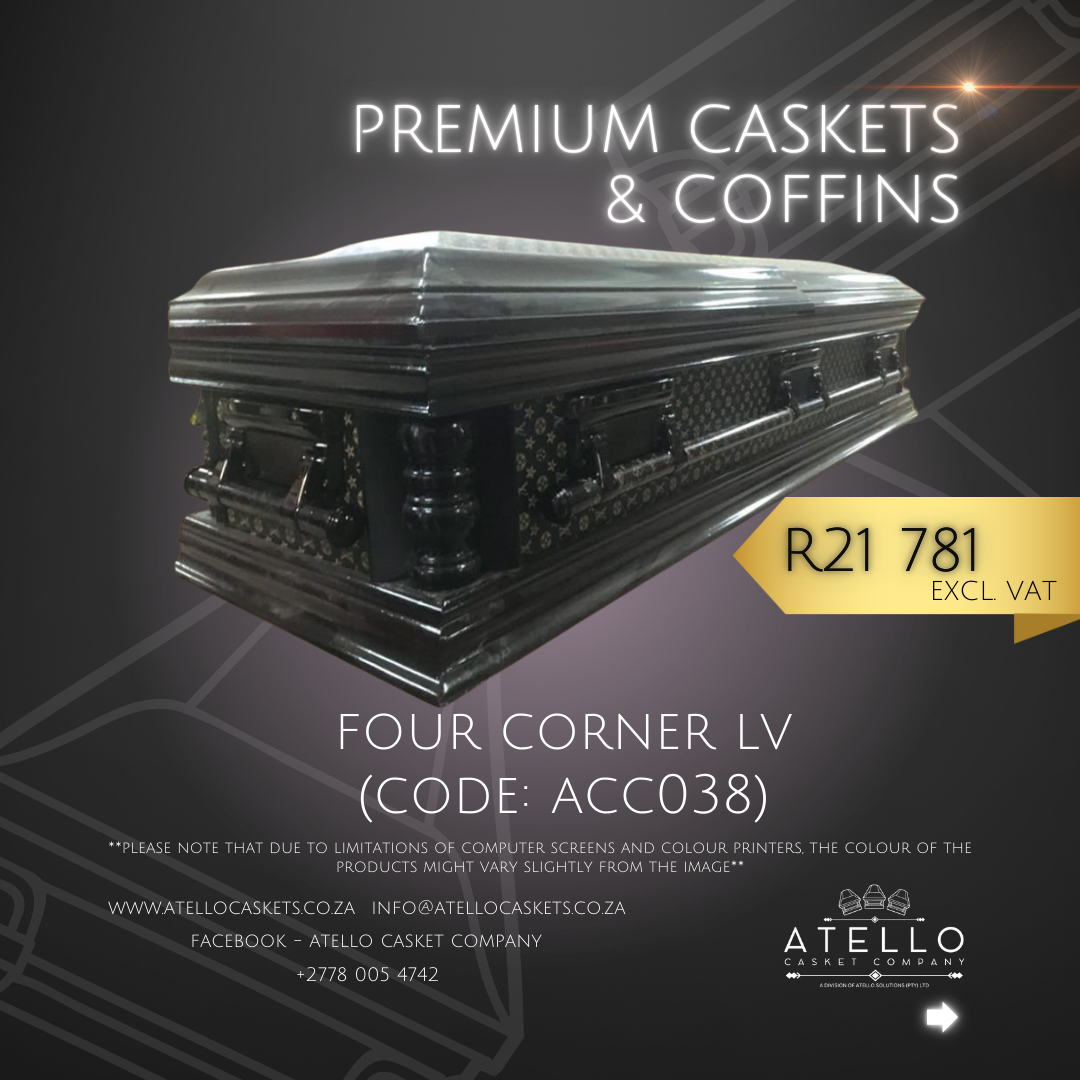 PREMIUM CASKETS
& COFFINS
R21 781
EXCL. VAT
FOUR CORNER LV
(CODE: ACC038)
**PLEASE NOTE THAT DUE TO LIMITATIONS OF COMPUTER SCREENS AND COLOUR PRINTERS, THE COLOUR OF THE
PRODUCTS MIGHT VARY SLIGHTLY FROM THE IMAGE**
WWW.ATELLOCASKETS.CO.ZA INFO@ATELLOCASKETS.CO.ZA
FACEBOOK - ATELLO CASKET COMPANY
+2778 005 4742
ATELLO
CASKET COMPANY
A DIVISION OF ATELLO SOLUTIONS (PTY) LTD